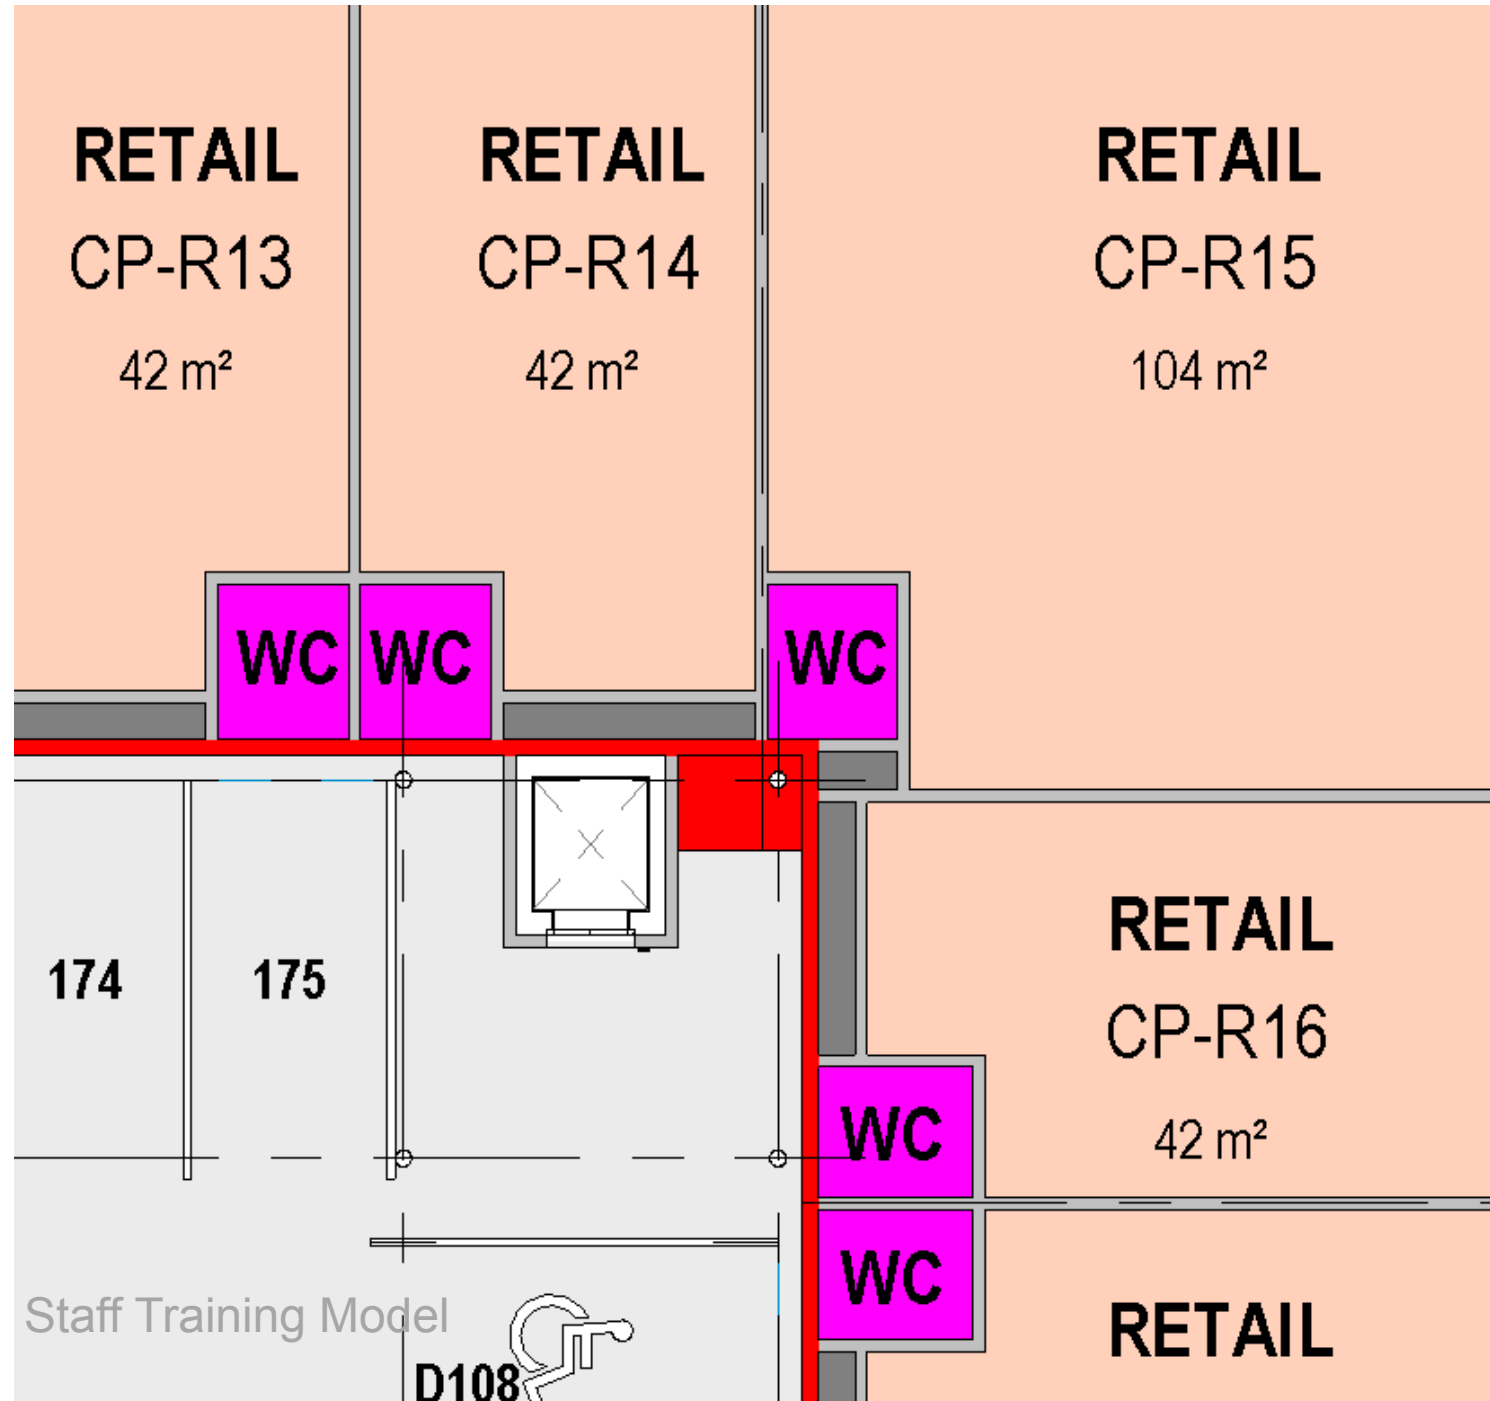 RETAIL
CP-R13
42 m²
RETAIL
CP-R14
42 m²
RETAIL
CP-R15
104 m²
WC
WC
WC
174
175
RETAIL
CP-R16
42 m²
WC
WC
RETAIL
Staff Training Model
D108